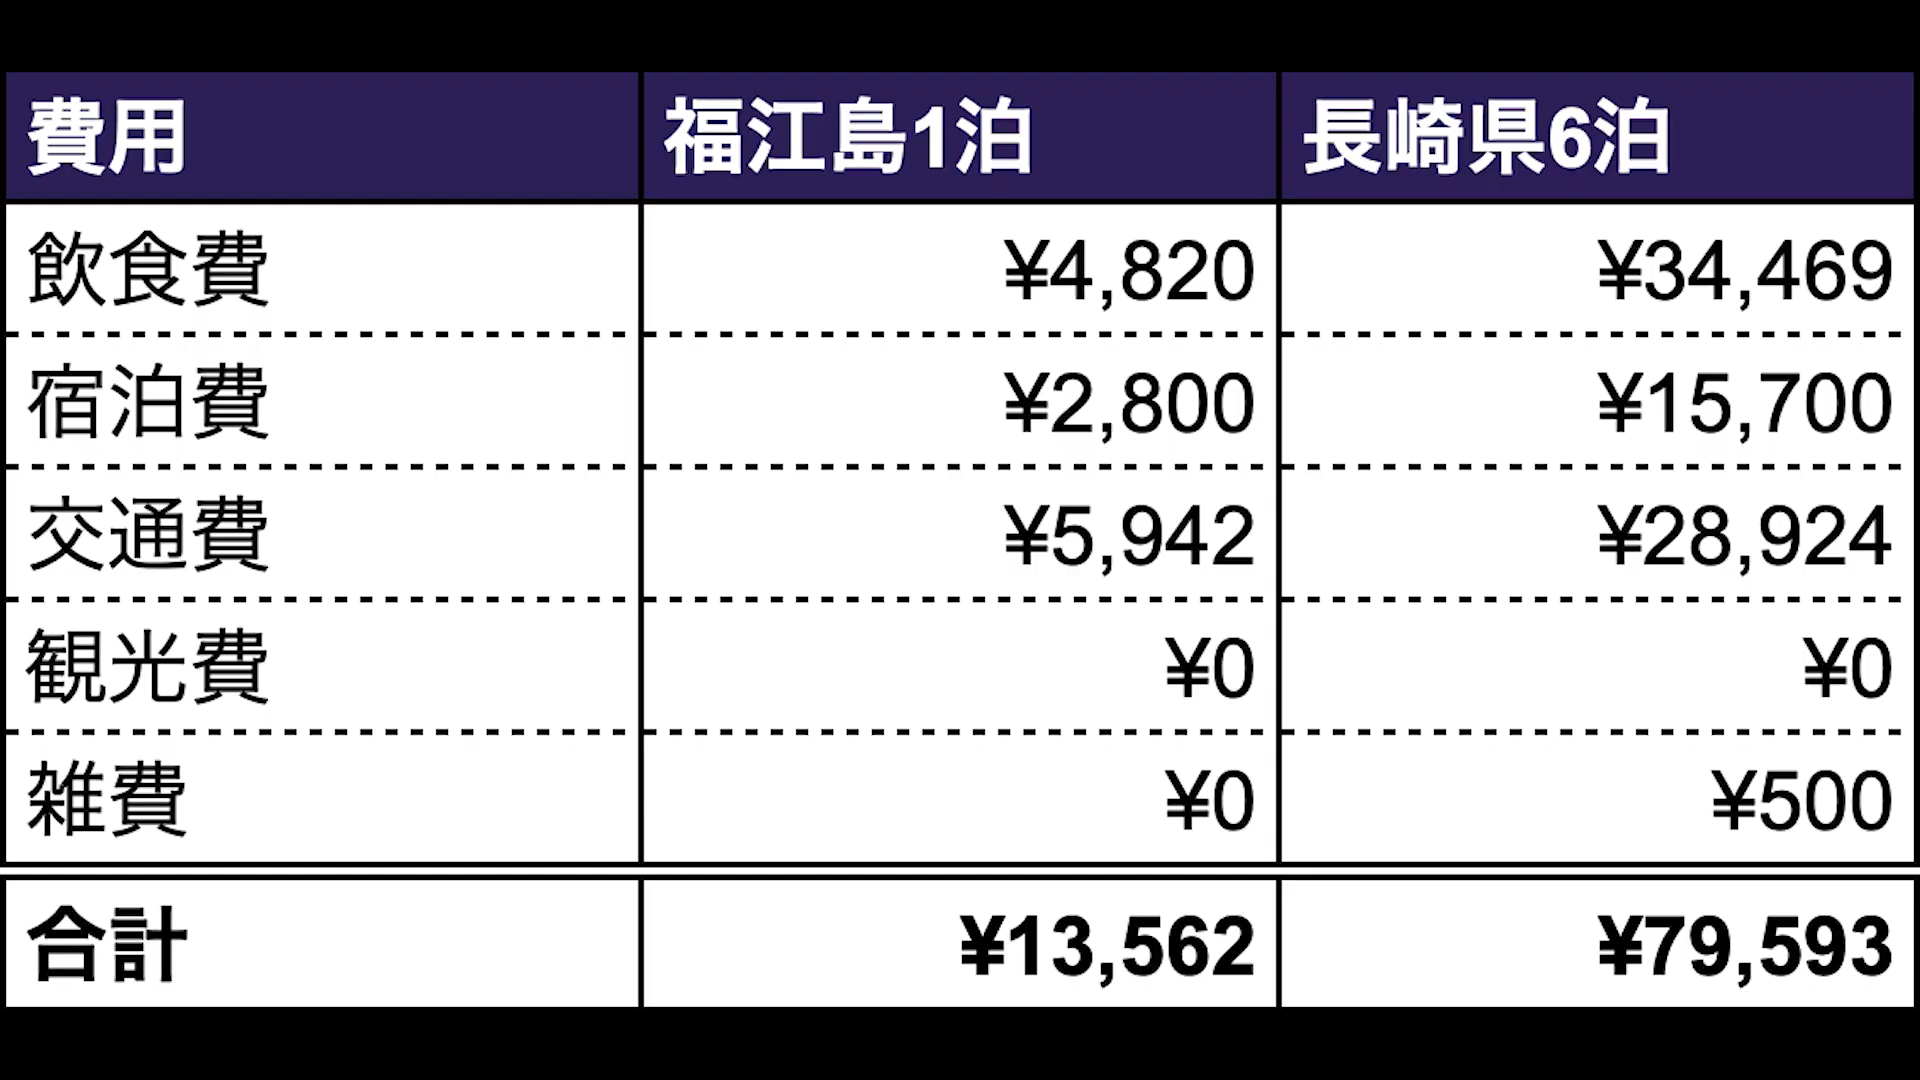 費用 福江島1泊 長崎県6泊
飲食費 ¥4,820 ¥34,469
宿泊費 ¥2,800 ¥15,700
交通費 ¥5,942 ¥28,924
観光費 ¥0 ¥0
雑費 ¥0 ¥500
合計 ¥13,562 ¥79,593